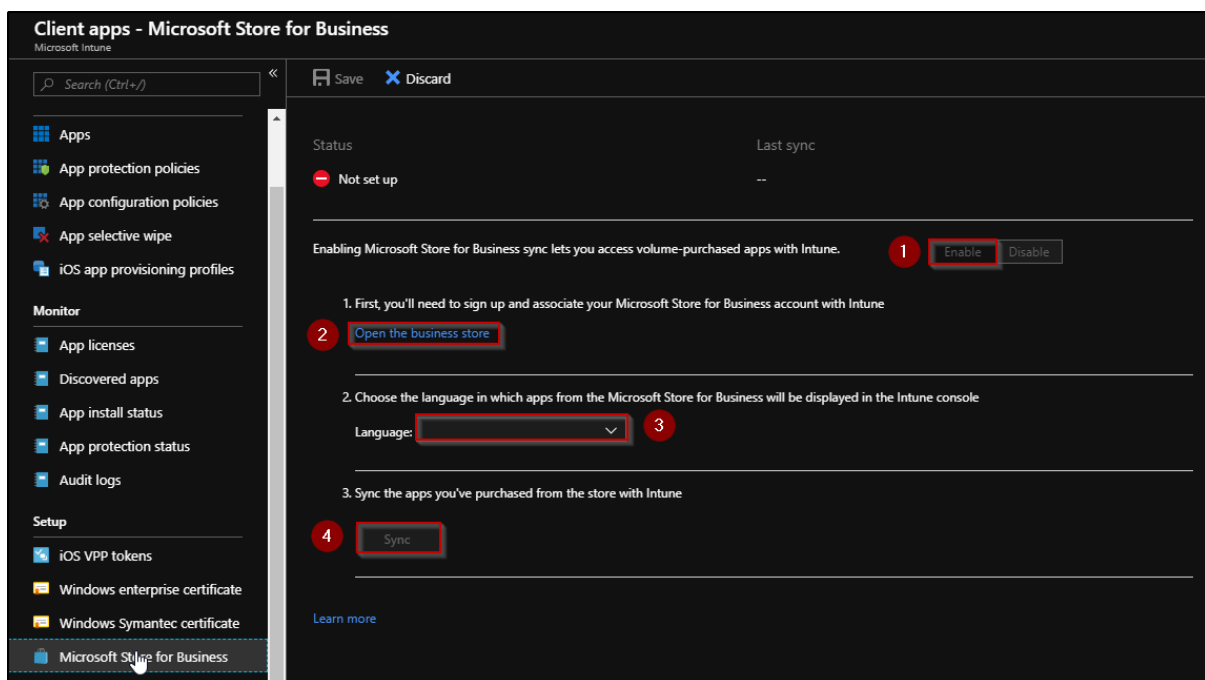 Client apps - Microsoft Store for Business
Microsoft Intune
Search (Ctrl+/)
«
Apps
App protection policies
App configuration policies
App selective wipe
iOS app provisioning profiles
Monitor
App licenses
Discovered apps
App install status
App protection status
Audit logs
Setup
iOS VPP tokens
Windows enterprise certificate
Windows Symantec certificate
Microsoft Store for Business
Save Discard
Status Last sync
Not set up --
Enabling Microsoft Store for Business sync lets you access volume-purchased apps with Intune. 1 Enable Disable
1. First, you'll need to sign up and associate your Microsoft Store for Business account with Intune
2 Open the business store
2. Choose the language in which apps from the Microsoft Store for Business will be displayed in the Intune console
Language: 3
3. Sync the apps you've purchased from the store with Intune
4 Sync
Learn more